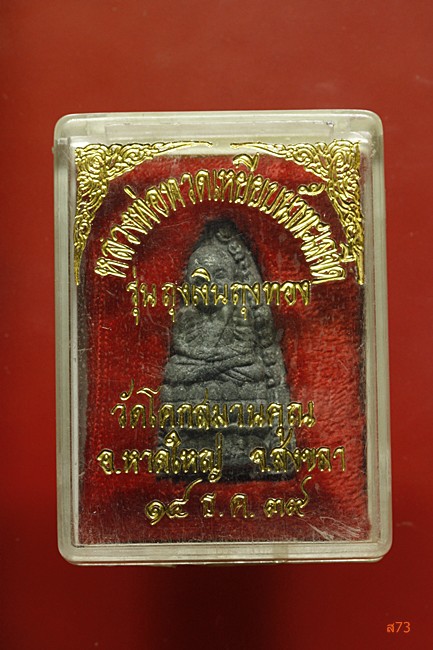 หลวงพ่อทวดเหยียบน้ำทะเลจืด
รุ่น ถุงเงินถุงทอง
วัดโคกสมานคุณ
อ.หาดใหญ่ จ.สงขลา
๑๔ ธ.ค. ๓๙
ส73